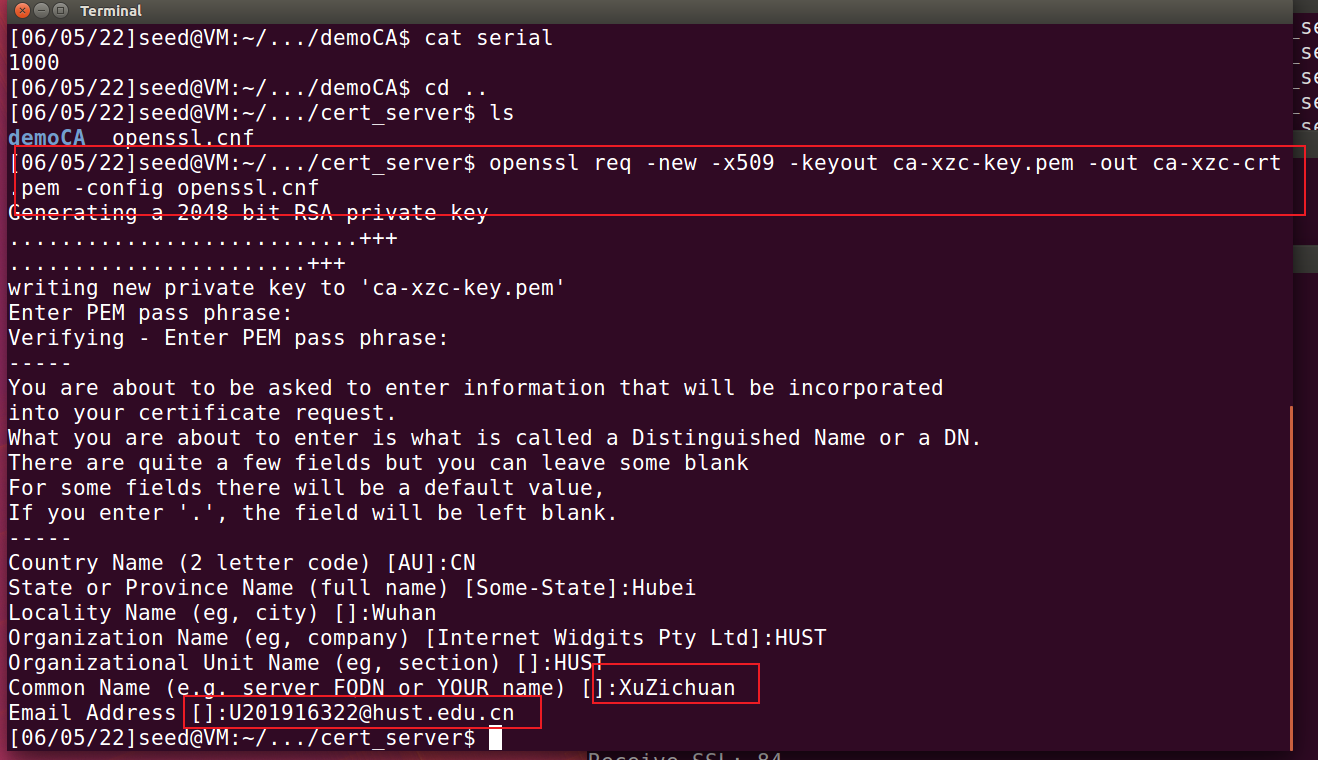 Terminal
[06/05/22]seed@VM:~/.../demoCA$ cat serial
1000
[06/05/22]seed@VM:~/.../demoCA$ cd ..
[06/05/22]seed@VM:~/.../cert_server$ ls
demoCA  openssl.cnf
[06/05/22]seed@VM:~/.../cert_server$ openssl req -new -x509 -keyout ca-xzc-key.pem -out ca-xzc-crt
.pem -config openssl.cnf
Generating a 2048 bit RSA private key
...........................+++
.......................+++
writing new private key to 'ca-xzc-key.pem'
Enter PEM pass phrase:
Verifying - Enter PEM pass phrase:
-----
You are about to be asked to enter information that will be incorporated
into your certificate request.
What you are about to enter is what is called a Distinguished Name or a DN.
There are quite a few fields but you can leave some blank
For some fields there will be a default value,
If you enter '.', the field will be left blank.
-----
Country Name (2 letter code) [AU]:CN
State or Province Name (full name) [Some-State]:Hubei
Locality Name (eg, city) []:Wuhan
Organization Name (eg, company) [Internet Widgits Pty Ltd]:HUST
Organizational Unit Name (eg, section) []:HUST
Common Name (e.g. server FQDN or YOUR name) []:XuZichuan
Email Address []:U201916322@hust.edu.cn
[06/05/22]seed@VM:~/.../cert_server$
_se
_se
_se
_se
_se
Receive SSL: 84